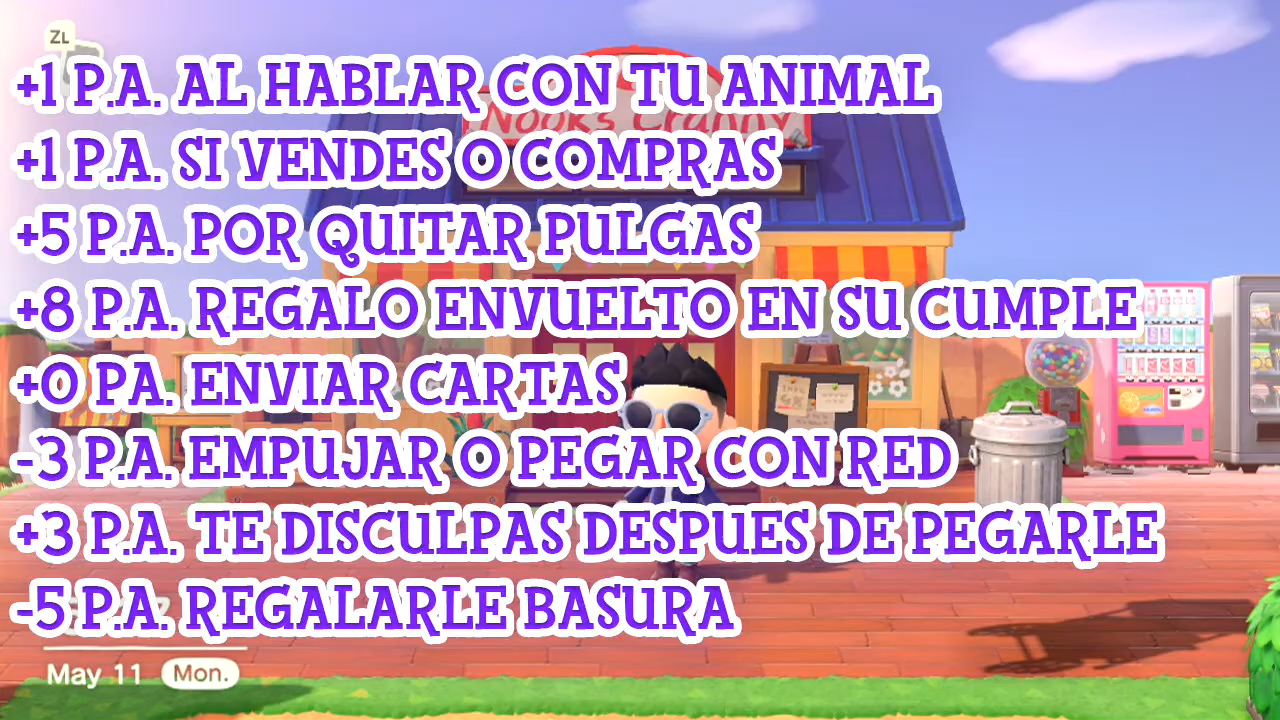 ZL
+1 P.A. AL HABLAR CON TU ANIMAL
Nook's Cranny
+1 P.A. SI VENDES O COMPRAS
+5 P.A. POR QUITAR PULGAS
+8 P.A. REGALO ENVUELTO EN SU CUMPLE
+0 PA. ENVIAR CARTAS
-3 P.A. EMPUJAR O PEGAR CON RED
+3 P.A. TE DISCULPAS DESPUES DE PEGARLE
-5 P.A. REGALARLE BASURA
May 11 Mon.